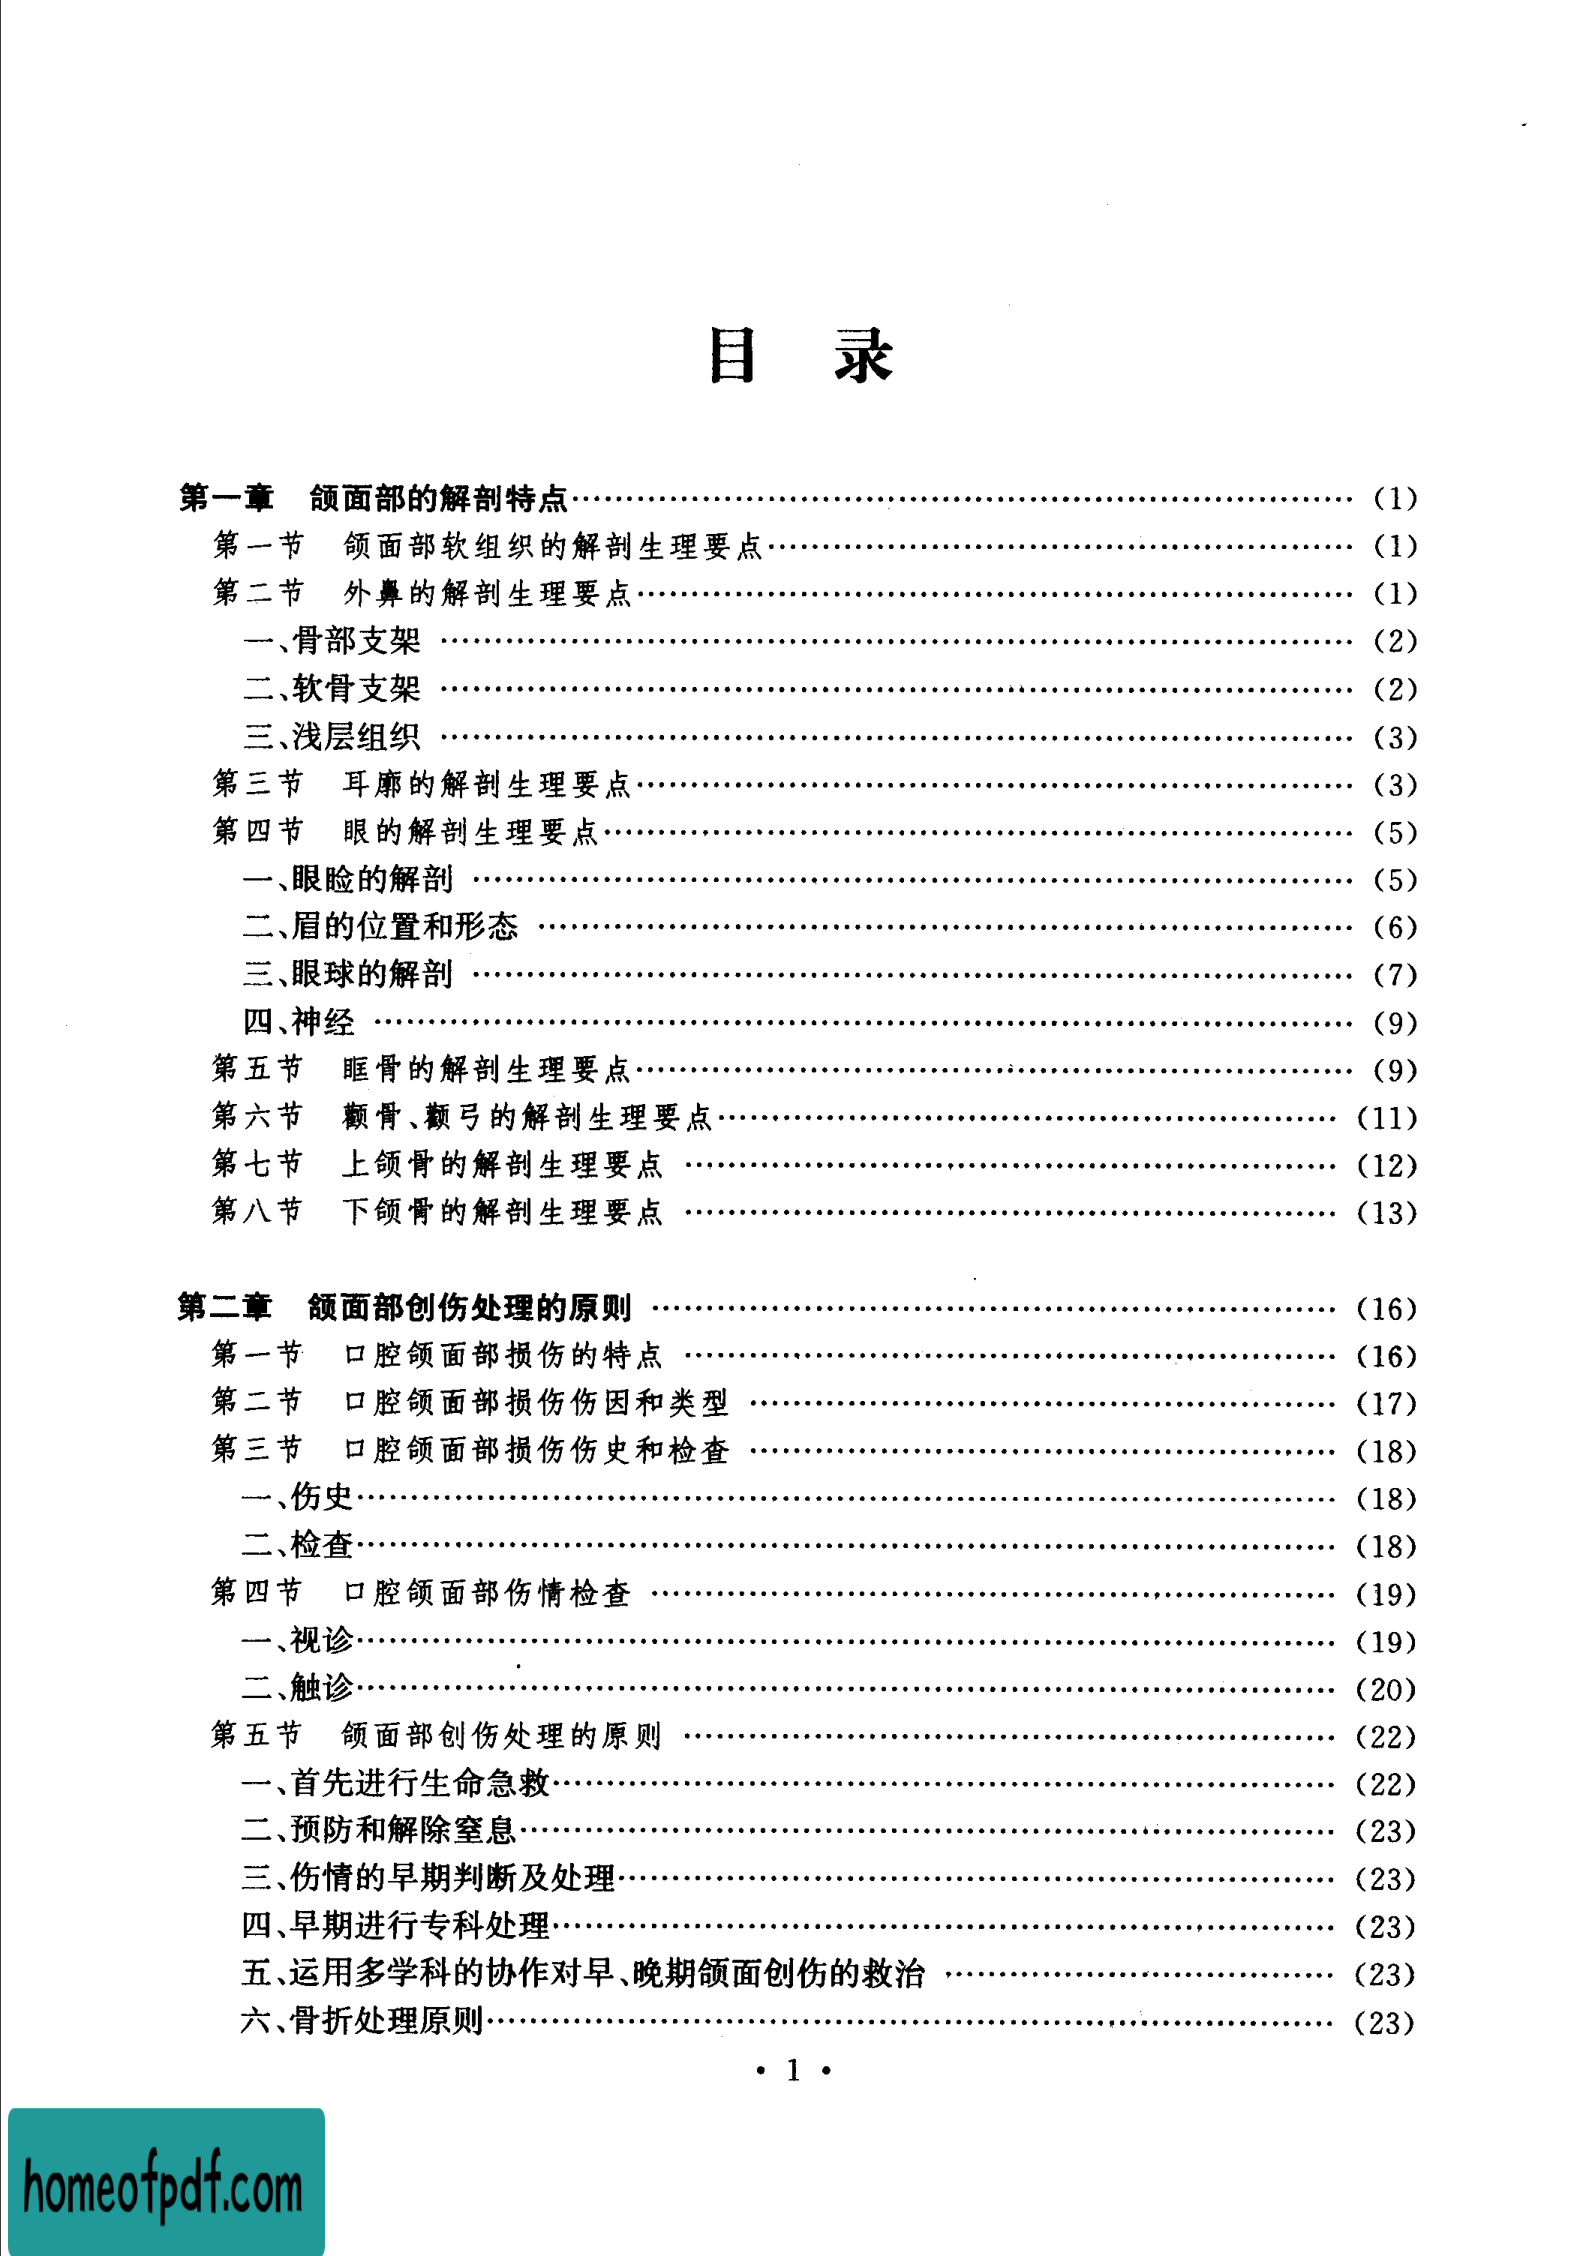 目　录
第一章　颌面部的解剖特点…………………………………………（1）
第一节　颌面部软组织的解剖生理要点…………………………………………（1）
第二节　外鼻的解剖生理要点…………………………………………（1）
一、骨部支架 …………………………………………（2）
二、软骨支架 …………………………………………（2）
三、浅层组织 …………………………………………（3）
第三节　耳廓的解剖生理要点…………………………………………（3）
第四节　眼的解剖生理要点…………………………………………（5）
一、眼睑的解剖 …………………………………………（5）
二、眉的位置和形态 …………………………………………（6）
三、眼球的解剖 …………………………………………（7）
四、神经 …………………………………………（9）
第五节　眶骨的解剖生理要点…………………………………………（9）
第六节　颧骨、颧弓的解剖生理要点…………………………………………（11）
第七节　上颌骨的解剖生理要点 …………………………………………（12）
第八节　下颌骨的解剖生理要点 …………………………………………（13）
第二章　颌面部创伤处理的原则 …………………………………………（16）
第一节　口腔颌面部损伤的特点 …………………………………………（16）
第二节　口腔颌面部损伤伤因和类型 …………………………………………（17）
第三节　口腔颌面部损伤伤史和检查 …………………………………………（18）
一、伤史…………………………………………（18）
二、检查…………………………………………（18）
第四节　口腔颌面部伤情检查 …………………………………………（19）
一、视诊…………………………………………（19）
二、触诊…………………………………………（20）
第五节　颌面部创伤处理的原则 …………………………………………（22）
一、首先进行生命急救…………………………………………（22）
二、预防和解除窒息…………………………………………（23）
三、伤情的早期判断及处理…………………………………………（23）
四、早期进行专科处理…………………………………………（23）
五、运用多学科的协作对早、晚期颌面创伤的救治 …………………………………………（23）
六、骨折处理原则…………………………………………（23）
· 1 ·
homeofpdf.com